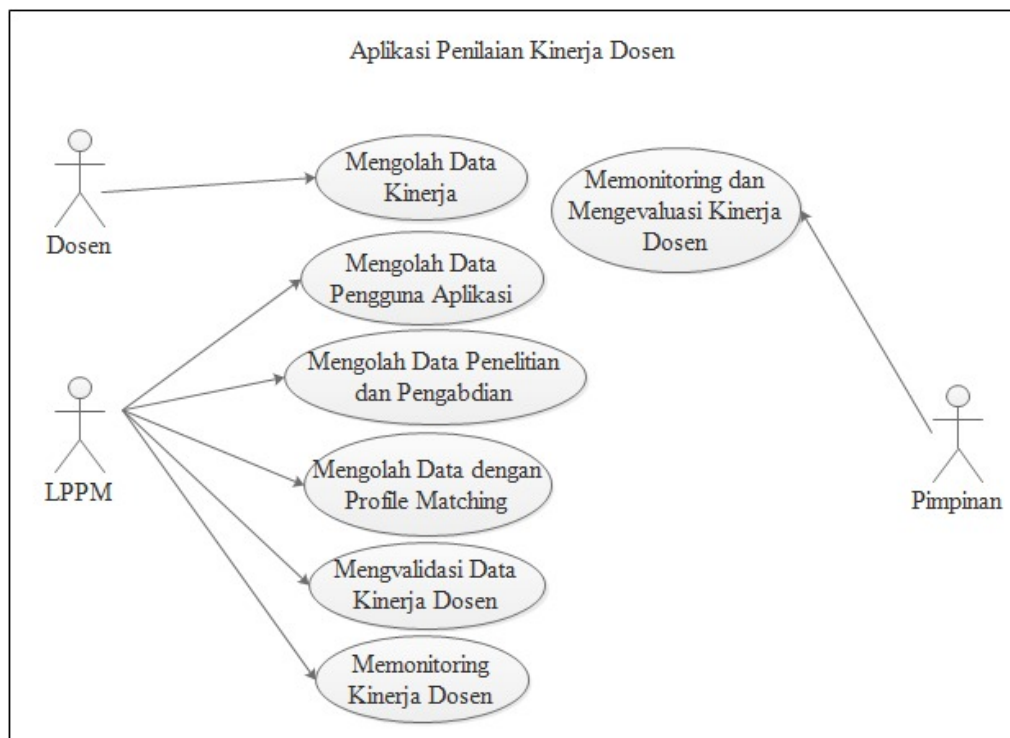 Aplikasi Penilaian Kinerja Dosen
Mengolah Data
Kinerja
Memonitoring dan
Mengevaluasi Kinerja
Dosen
Dosen
Mengolah Data
Pengguna Aplikasi
Mengolah Data Penelitian
dan Pengabdian
LPPM
Mengolah Data dengan
Profile Matching
Pimpinan
Mengvalidasi Data
Kinerja Dosen
Memonitoring
Kinerja Dosen